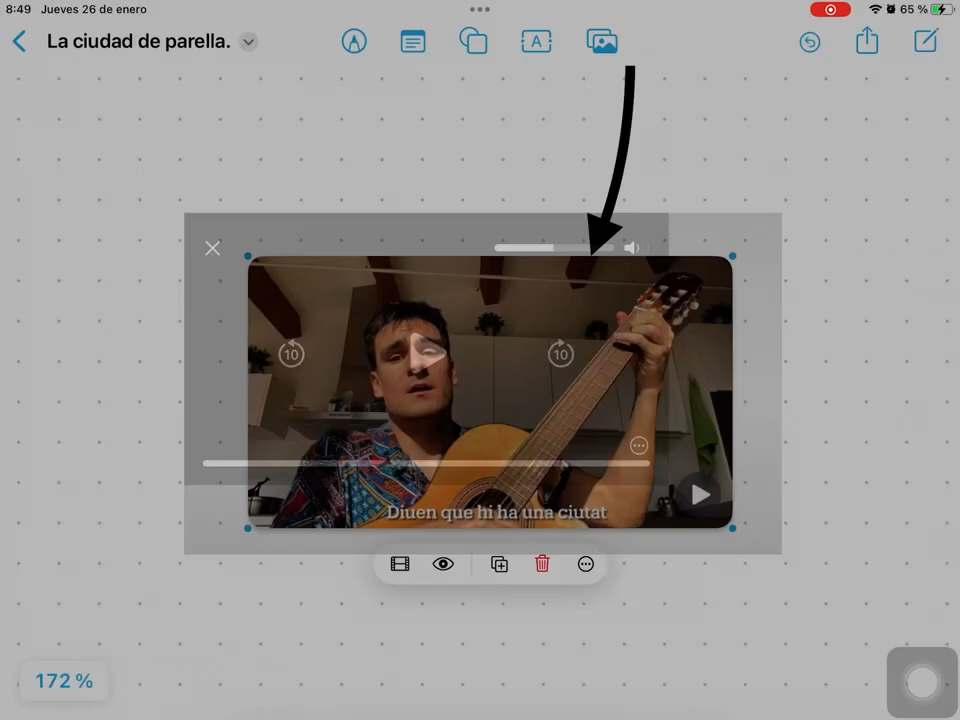 8:49 Jueves 26 de enero
65 %
La ciudad de parella.
A
10
10
Diuen que hi ha una ciutat
172 %